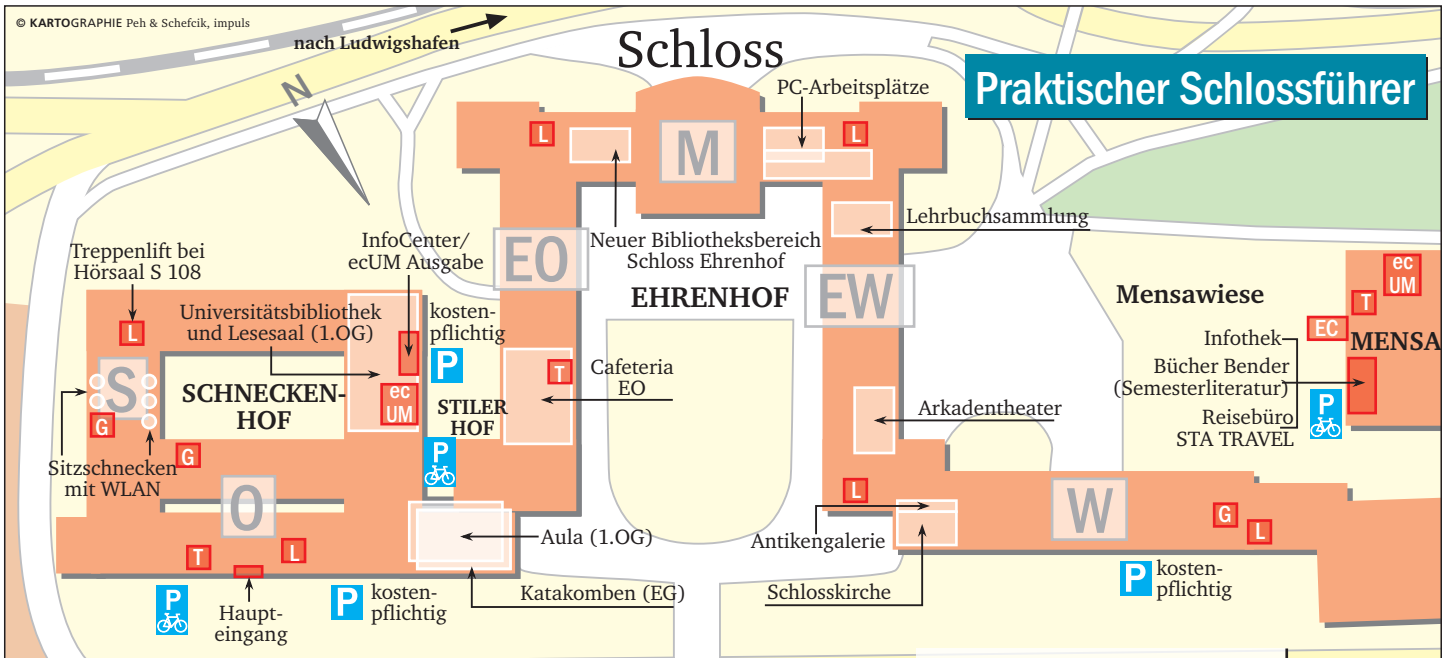 © KARTOGRAPHIE Peh & Schefcik, impuls
nach Ludwigshafen
N
Schloss
Praktischer Schlossführer
PC-Arbeitsplätze
L
M
L
Lehrbuchsammlung
Neuer Bibliotheksbereich
Schloss Ehrenhof
EO
EHRENHOF
EW
InfoCenter/
ecUM Ausgabe
Treppenlift bei
Hörsaal S 108
Universitätsbibliothek
und Lesesaal (1.OG)
kosten-
pflichtig
P
L
S
SCHNECKEN-
HOF
ec
UM
STILER
HOF
T
Cafeteria
EO
G
G
Sitzschnecken
mit WLAN
P
O
Mensawiese
ec
UM
T
EC
MENSA
Infothek
Bücher Bender
(Semesterliteratur)
Reisebüro
STA TRAVEL
P
Arkadentheater
L
W
G
L
Antikengalerie
Aula (1.OG)
T
L
Katakomben (EG)
Schlosskirche
P
Haupt-
eingang
P
kosten-
pflichtig
P
kosten-
pflichtig